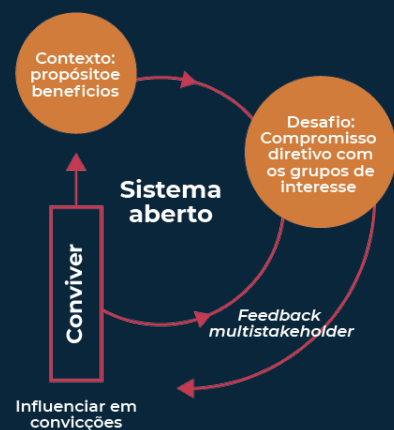 Contexto:
propósitoe
beneficios
Desafio:
Compromisso
diretivo com
os grupos de
interesse
Sistema
aberto
Conviver
Feedback
multistakeholder
Influenciar em
convicções